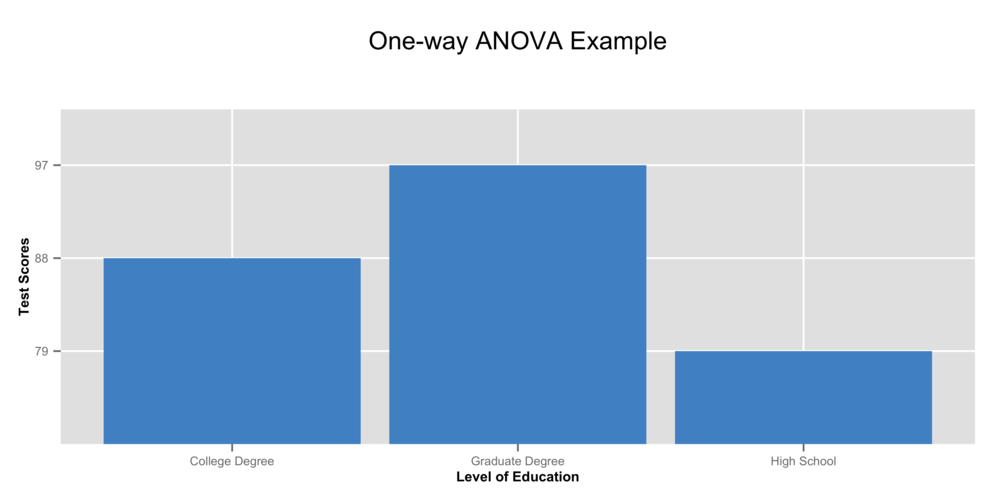 One-way ANOVA Example
97
88
79
Test Scores
College Degree Graduate Degree High School
Level of Education